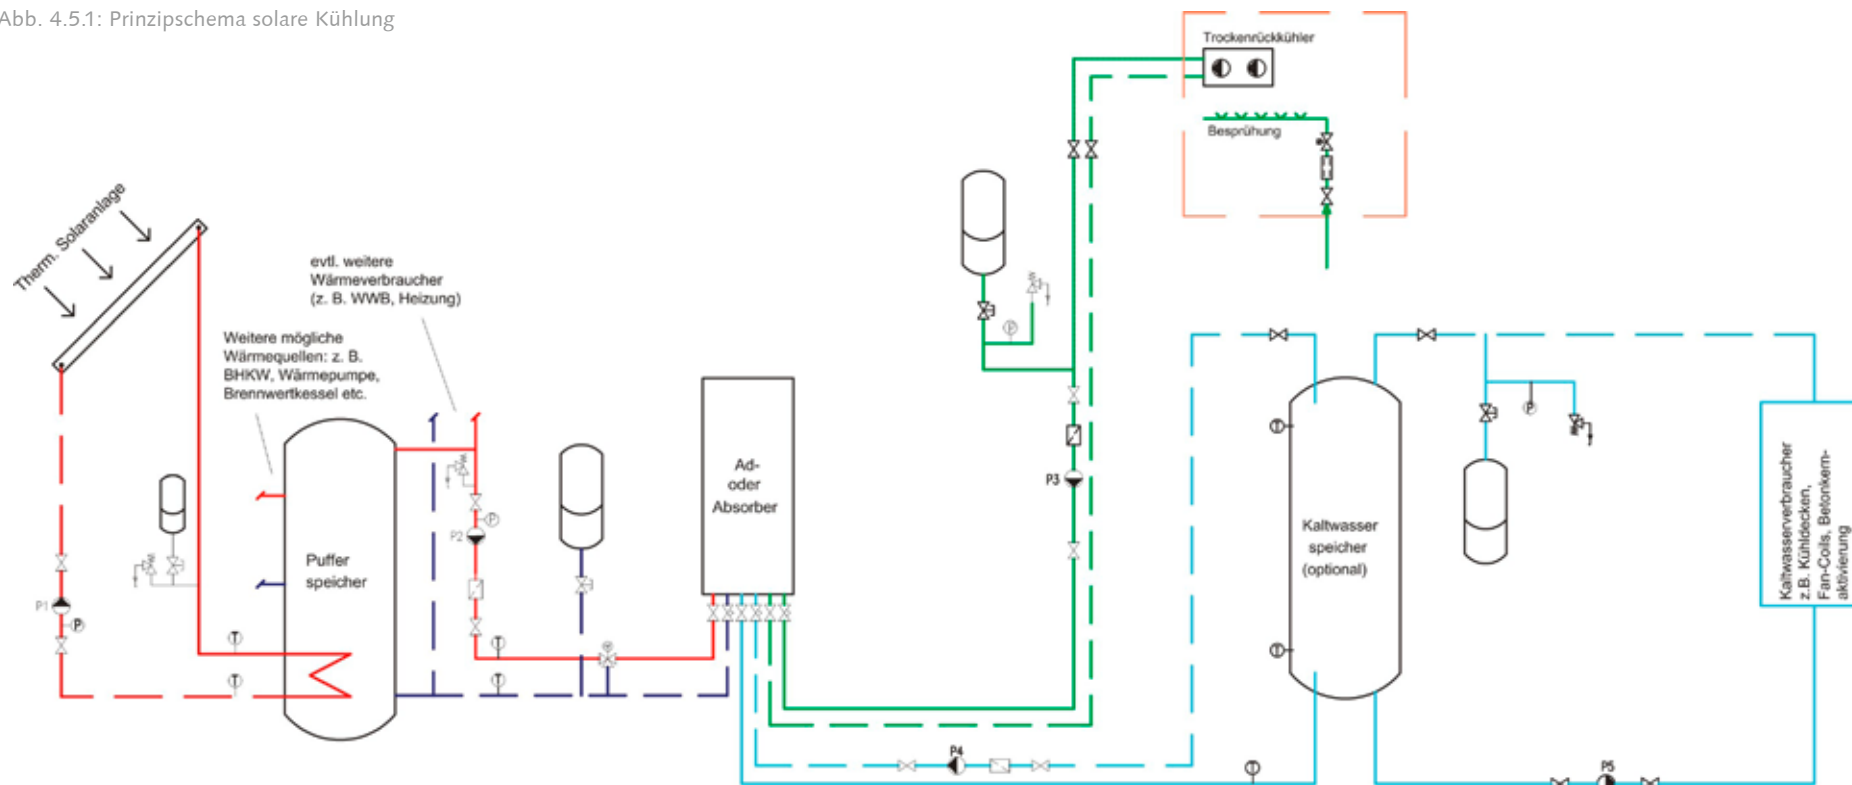 Abb. 4.5.1: Prinzipschema solare Kühlung
Trockenrückkühler
Besprühung
Therm. Solaranlage
evtl. weitere
Wärmeverbraucher
(z. B. WWB, Heizung)
Weitere mögliche
Wärmequellen: z. B.
BHKW, Wärmepumpe,
Brennwertkessel etc.
Puffer
speicher
Ad-
oder
Absorber
Kaltwasser
speicher
(optional)
Kaltwasserverbraucher
z.B. Kühldecken,
Fan-Coils, Betonkern-
aktivierung
P1
P
T
T
P2
P
T
T
P3
P
P4
T
T
T
P
P5